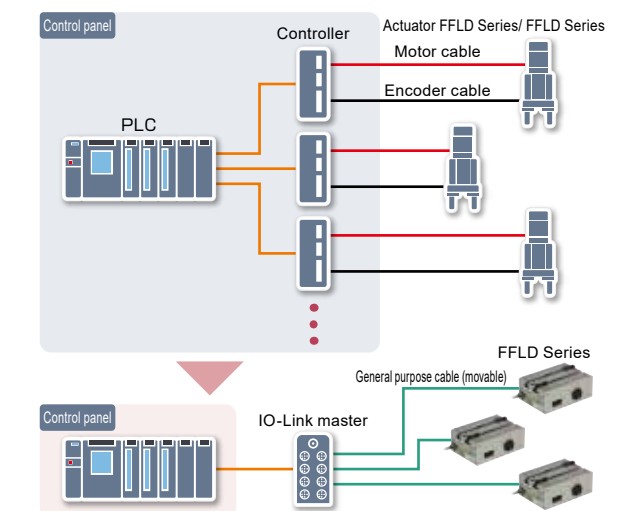 Control panel
Controller
Actuator FFLD Series/ FFLD Series
Motor cable
Encoder cable
PLC
FFLD Series
General purpose cable (movable)
Control panel
IO-Link master